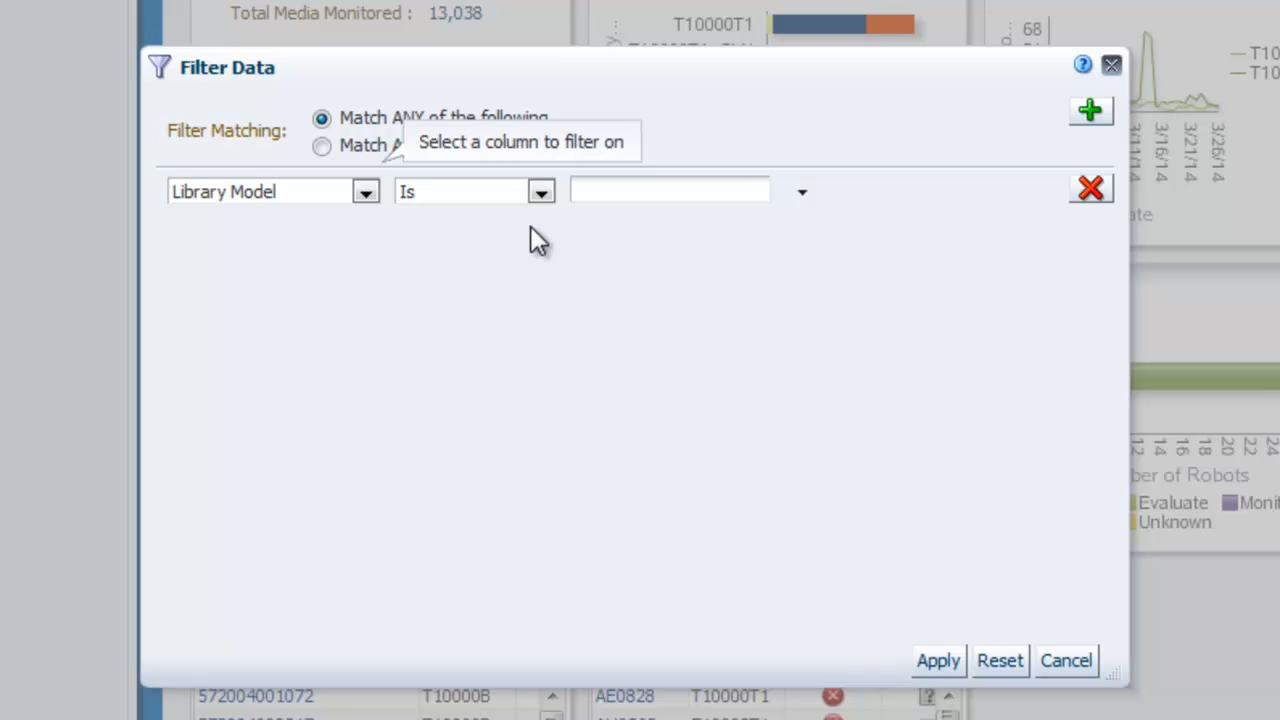 Total Media Monitored : 13,038
T10000T1
68
T10
T10
Filter Data
Filter Matching:
Match ANY of the following
Match A
Select a column to filter on
3/11/14
3/16/14
3/21/14
3/26/14
Library Model
Is
ate
12 14 16 18 20 22 24
ber of Robots
Evaluate
Monit
Unknown
Apply
Reset
Cancel
572004001072 T10000B
AE0828 T10000T1